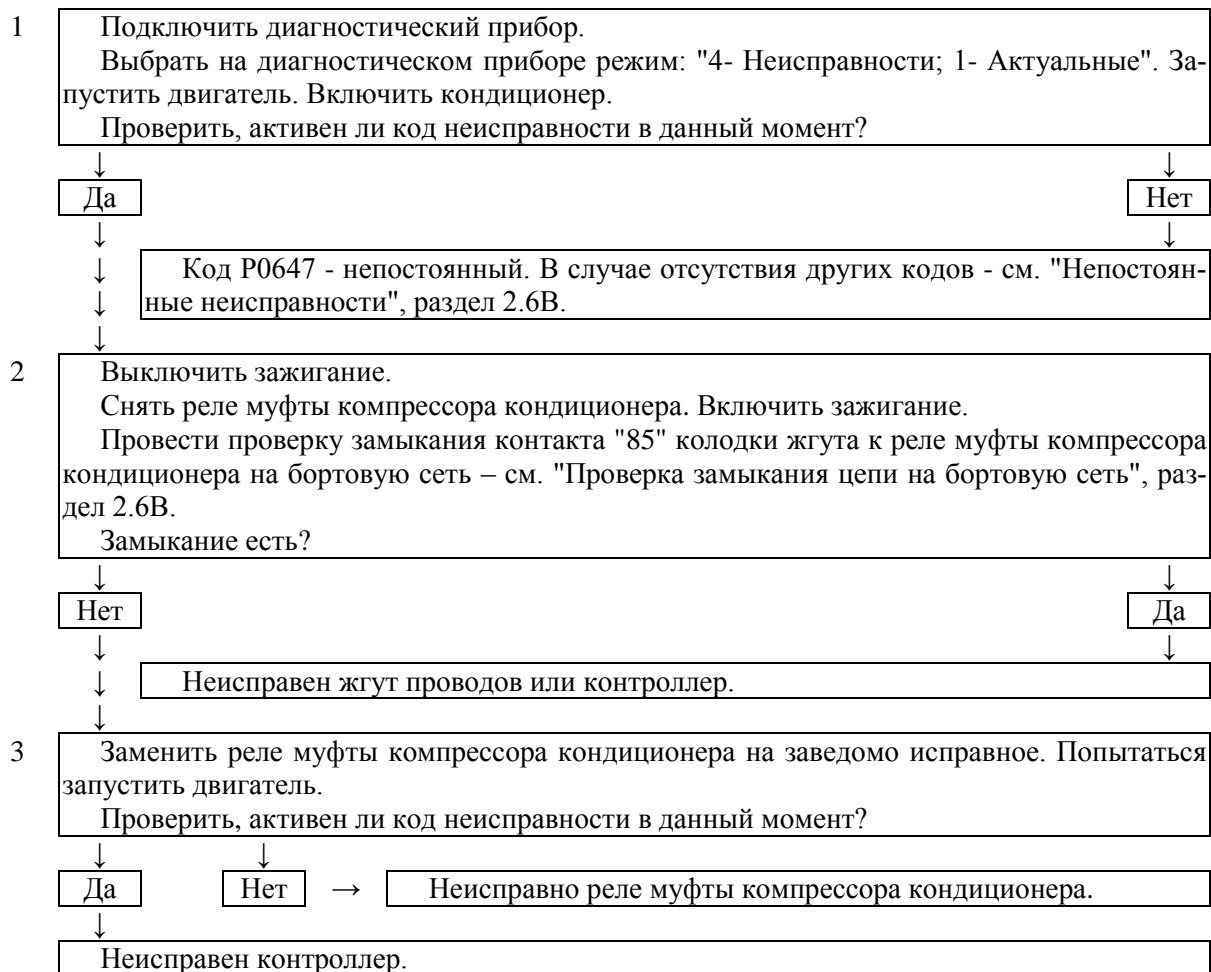 1 Подключить диагностический прибор.
Выбрать на диагностическом приборе режим: "4- Неисправности; 1- Актуальные". За-
пустить двигатель. Включить кондиционер.
Проверить, активен ли код неисправности в данный момент?
↓ ↓
Да Нет
↓ ↓
↓ Код Р0647 - непостоянный. В случае отсутствия других кодов - см. "Непостоян-
↓ ные неисправности", раздел 2.6В.
↓
2 Выключить зажигание.
Снять реле муфты компрессора кондиционера. Включить зажигание.
Провести проверку замыкания контакта "85" колодки жгута к реле муфты компрессора
кондиционера на бортовую сеть – см. "Проверка замыкания цепи на бортовую сеть", раз-
дел 2.6В.
Замыкание есть?
↓ ↓
Нет Да
↓ ↓
↓ Неисправен жгут проводов или контроллер.
↓
3 Заменить реле муфты компрессора кондиционера на заведомо исправное. Попытаться
запустить двигатель.
Проверить, активен ли код неисправности в данный момент?
↓ ↓
Да Нет → Неисправно реле муфты компрессора кондиционера.
↓
Неисправен контроллер.